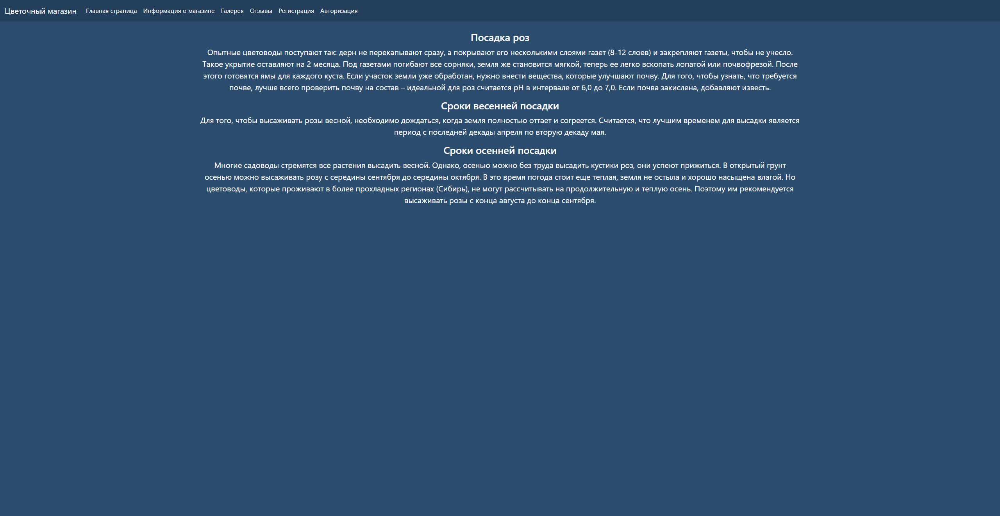 Цветочный магазин Главная страница Информация о магазине Галерея Отзывы Регистрация Авторизация
Посадка роз
Опытные цветоводы поступают так: дерн не перекапывают сразу, а покрывают его несколькими слоями газет (8-12 слоев) и закрепляют газеты, чтобы не унесло.
Такое укрытие оставляют на 2 месяца. Под газетами погибают все сорняки, земля же становится мягкой, теперь ее легко вскопать лопатой или почвофрезой. После
этого готовятся ямы для каждого куста. Если участок земли уже обработан, нужно внести вещества, которые улучшают почву. Для того, чтобы узнать, что требуется
почве, лучше всего проверить почву на состав – идеальной для роз считается pH в интервале от 6,0 до 7,0. Если почва закислена, добавляют известь.
Сроки весенней посадки
Для того, чтобы высаживать розы весной, необходимо дождаться, когда земля полностью оттает и согреется. Считается, что лучшим временем для высадки является
период с последней декады апреля по вторую декаду мая.
Сроки осенней посадки
Многие садоводы стремятся все растения высадить весной. Однако, осенью можно без труда высадить кустики роз, они успеют прижиться. В открытый грунт
осенью можно высаживать розу с середины сентября до середины октября. В это время погода стоит еще теплая, земля не остыла и хорошо насыщена влагой. Но
цветоводы, которые проживают в более прохладных регионах (Сибирь), не могут рассчитывать на продолжительную и теплую осень. Поэтому им рекомендуется
высаживать розы с конца августа до конца сентября.